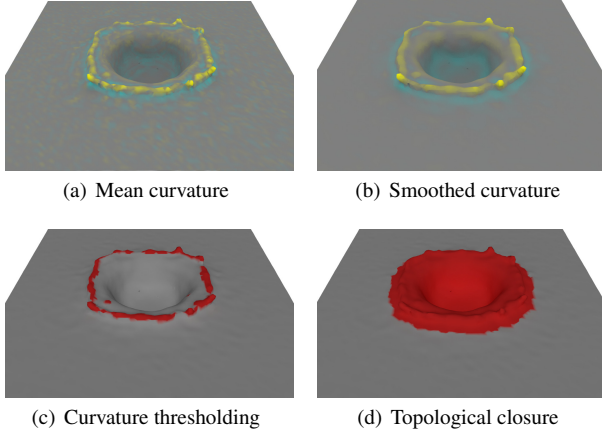 (a) Mean curvature
(b) Smoothed curvature
(c) Curvature thresholding
(d) Topological closure